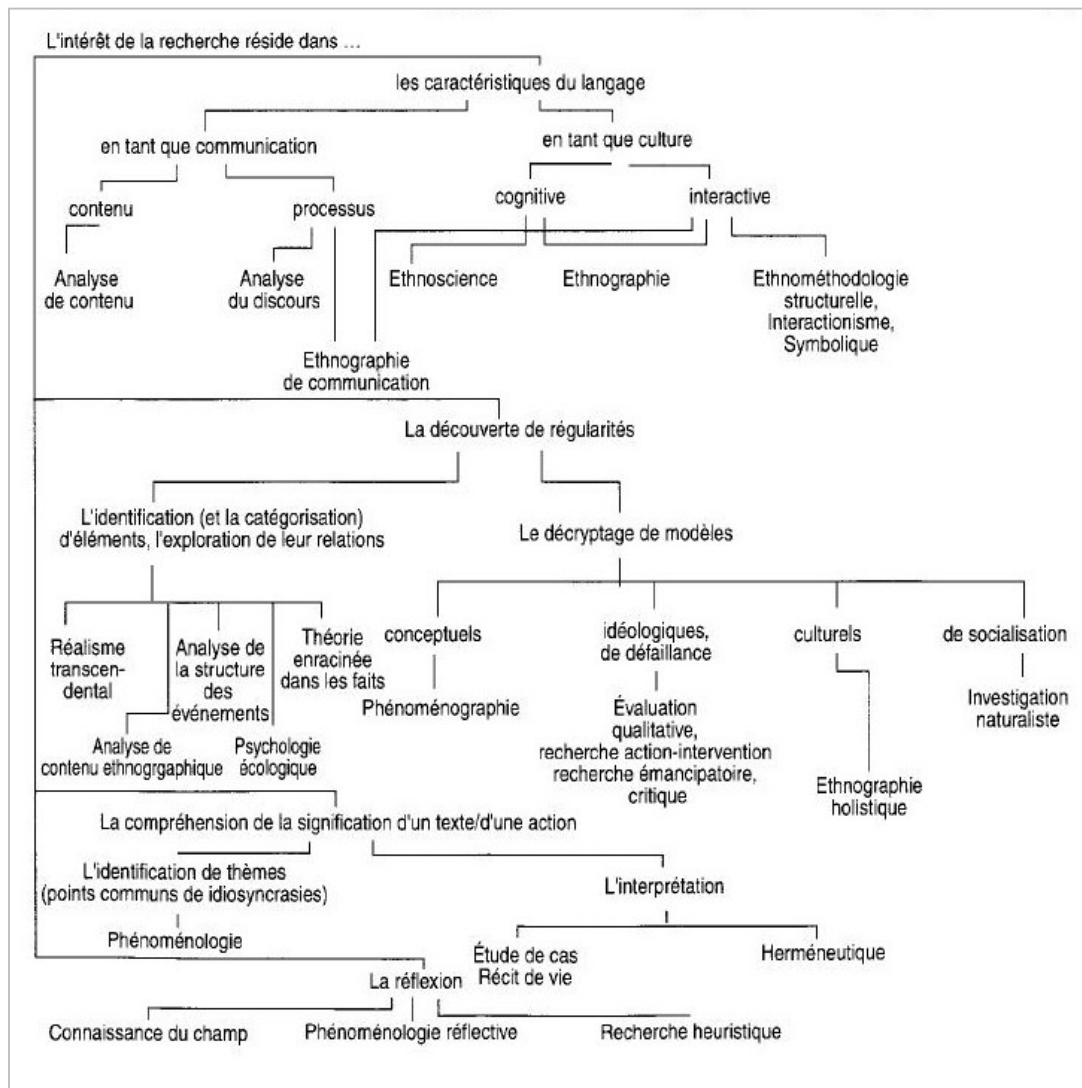 L'intérêt de la recherche réside dans ...
les caractéristiques du langage
en tant que communication
en tant que culture
contenu
processus
cognitive
interactive
Analyse
de contenu
Analyse
du discours
Ethnoscience
Ethnographie
Ethnométhodologie
structurelle,
Interactionisme,
Symbolique
Ethnographie
de communication
La découverte de régularités
L'identification (et la catégorisation)
d'éléments, l'exploration de leur relations
Le décryptage de modèles
Réalisme
transcen-
dental
Analyse de
la structure
des
événements
Théorie
enracinée
dans les faits
conceptuels
idéologiques,
de défaillance
culturels
de socialisation
Phénoménographie
Évaluation
qualitative,
recherche action-intervention
recherche émancipatoire,
critique
Investigation
naturaliste
Analyse de
contenu ethnogrgaphique
Psychologie
écologique
Ethnographie
holistique
La compréhension de la signification d'un texte/d'une action
L'identification de thèmes
(points communs de idiosyncrasies)
L'interprétation
Phénoménologie
Étude de cas
Récit de vie
Herméneutique
La réflexion
Connaissance du champ
Phénoménologie réflective
Recherche heuristique